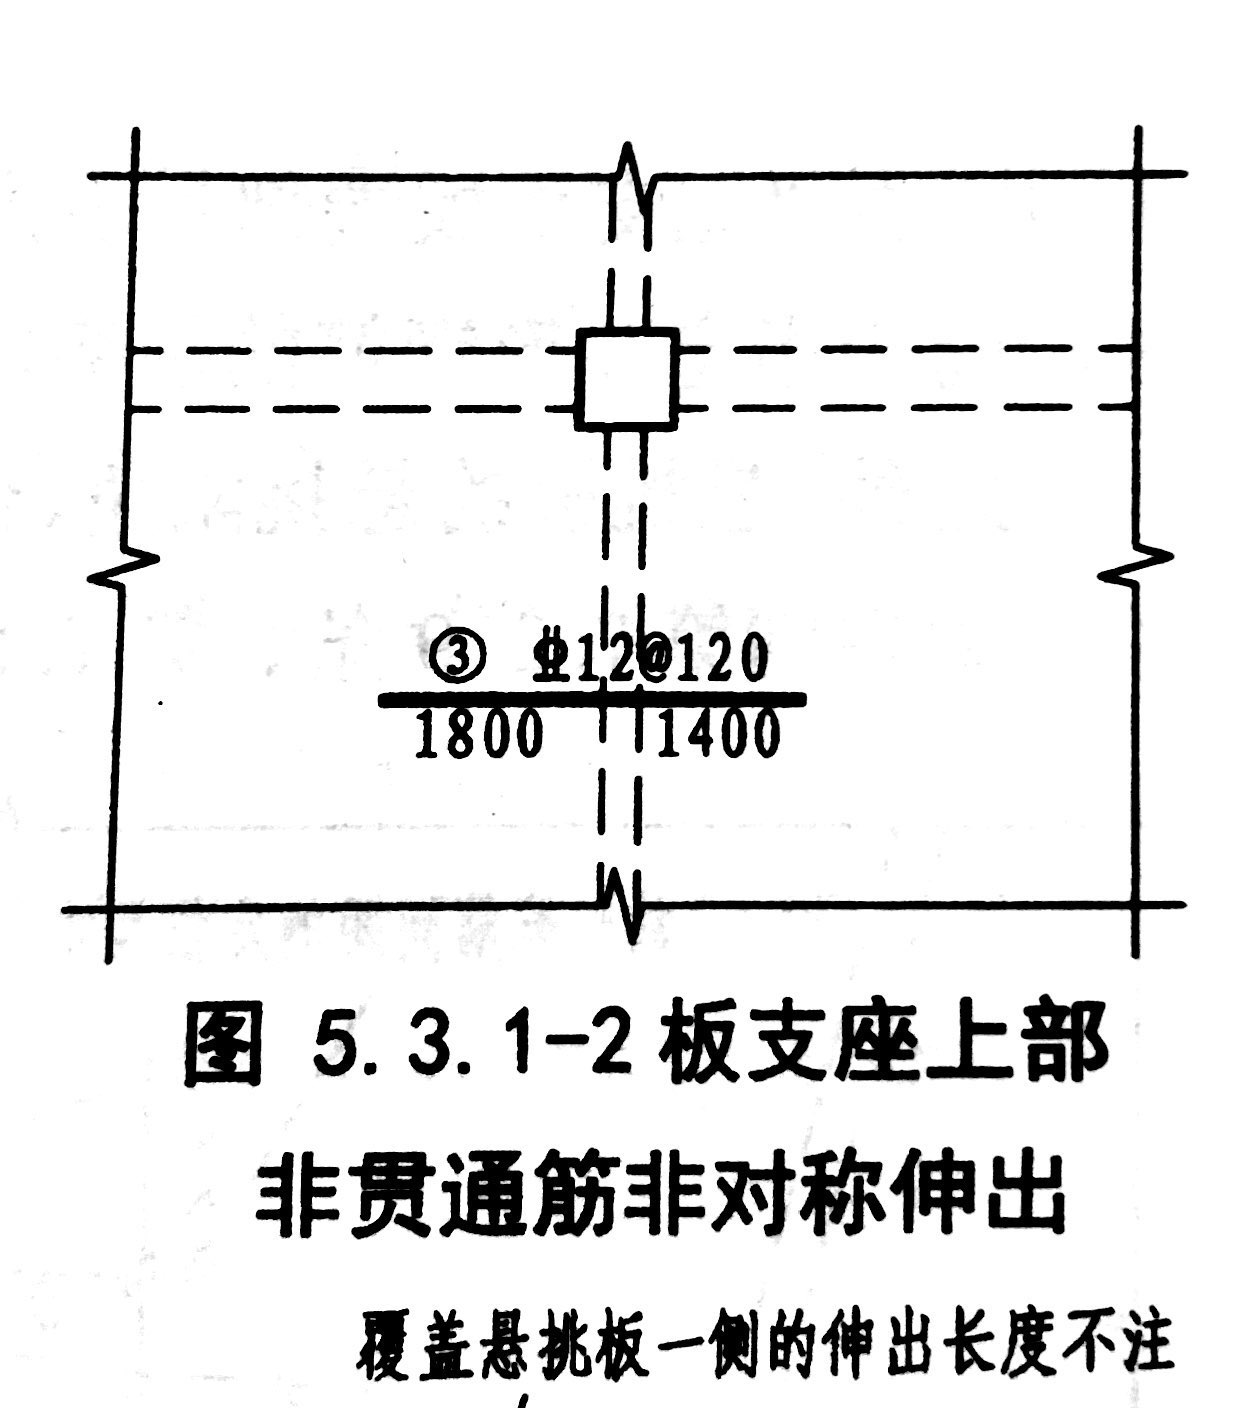 ③ ⌽12@120
1800 1400
图 5.3.1-2 板支座上部
非贯通筋非对称伸出
覆盖悬挑板一侧的伸出长度不注